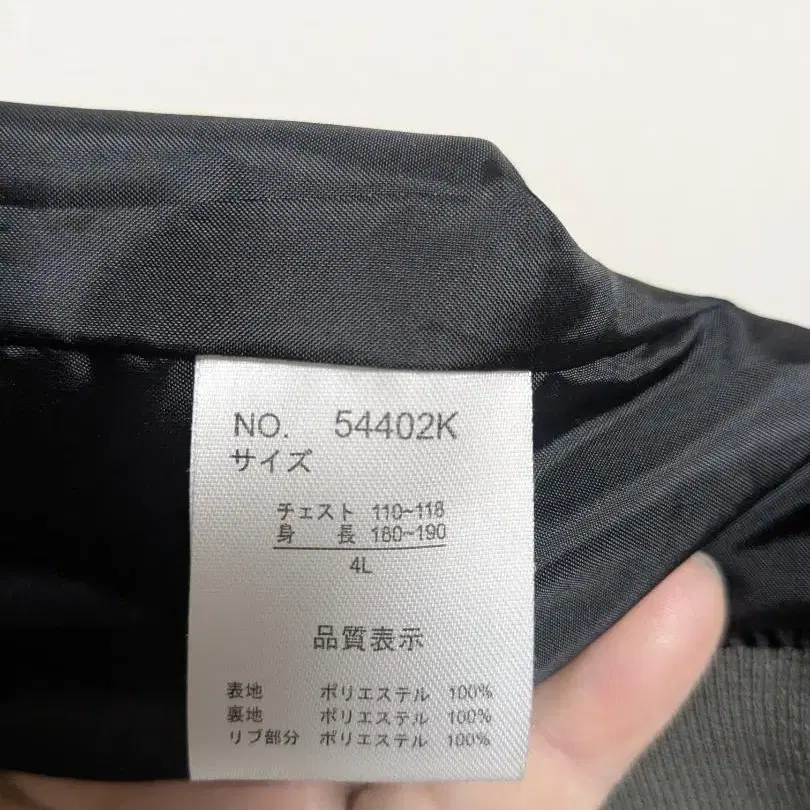 NO. 54402K
サイズ
チェスト 110~118
身 長 180~190
4L
品質表示
表地 ポリエステル 100%
裏地 ポリエステル 100%
リブ部分 ポリエステル 100%